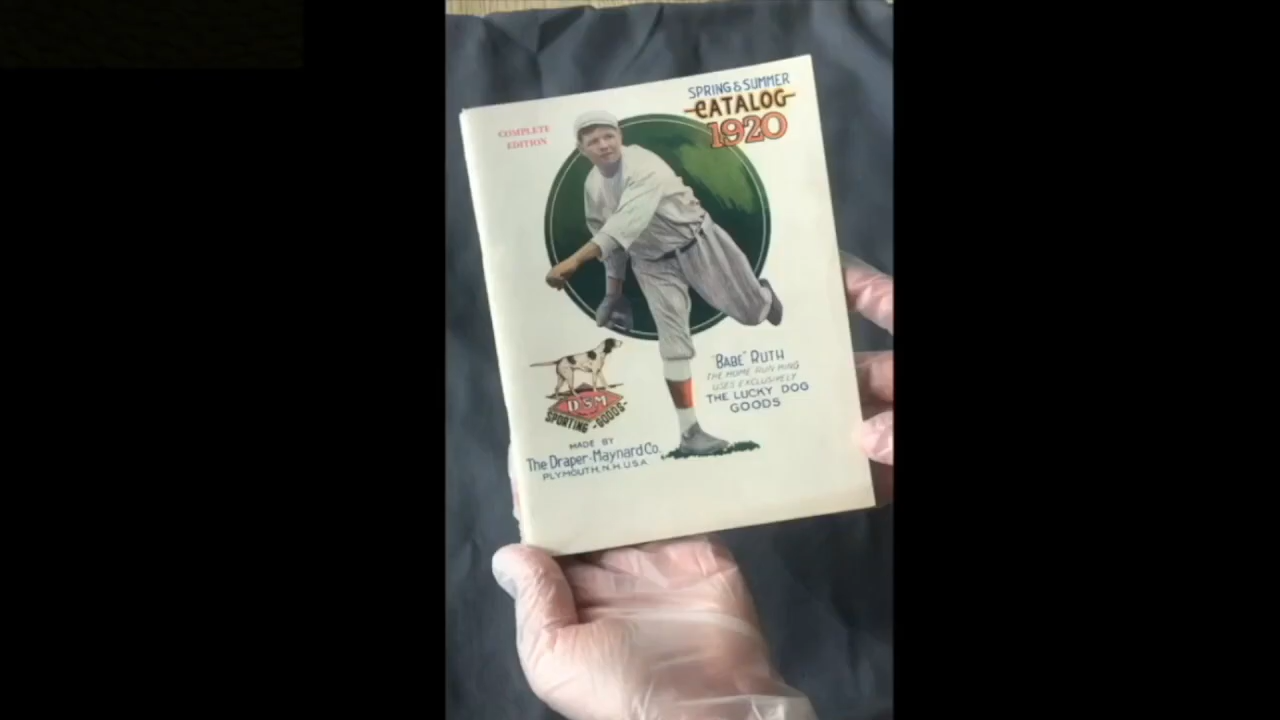 SPRING & SUMMER
CATALOG
1920
COMPLETE
EDITION
"BABE" RUTH
THE HOME RUN KING
USES EXCLUSIVELY
THE LUCKY DOG
GOODS
D&M
SPORTING-GOODS-
MADE BY
The Draper-Maynard Co.
PLYMOUTH, N.H. U.S.A.